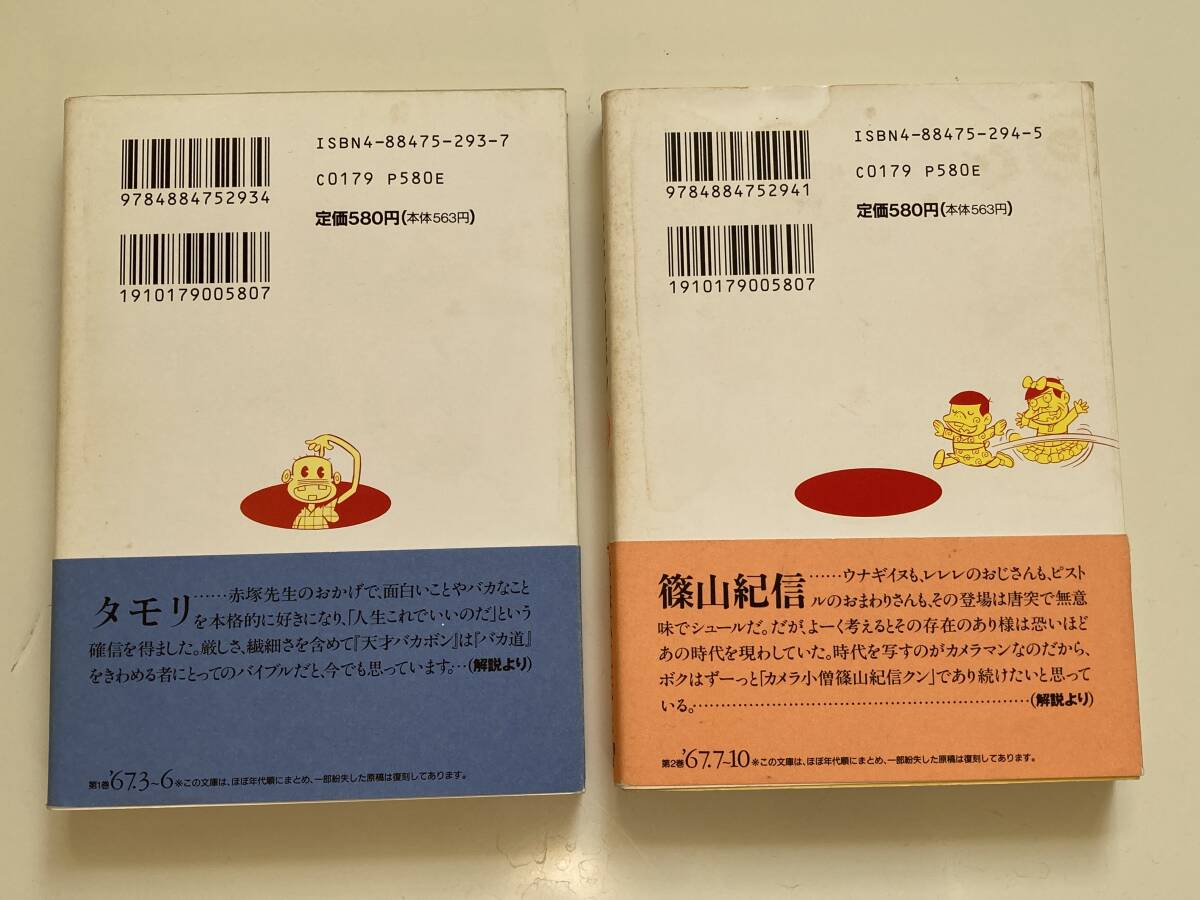 ISBN4-88475-293-7
9784884752934
C0179 P580E
定価580円(本体563円)
1910179005807
タモリ……赤塚先生のおかげで、面白いことやバカなこと
を本格的に好きになり、「人生これでいいのだ」という
確信を得ました。厳しさ、繊細さを含めて『天才バカボン』は『バカ道』
をきわめる者にとってのバイブルだと、今でも思っています。…(解説より)
第1巻'67.3~6※この文庫は、ほぼ年代順にまとめ、一部紛失した原稿は復刻してあります。
ISBN4-88475-294-5
9784884752941
C0179 P580E
定価580円(本体563円)
1910179005807
篠山紀信……ウナギイヌも、レレレのおじさんも、ピスト
ルのおまわりさんも、その登場は唐突で無意
味でシュールだ。だが、よーく考えるとその存在のあり様は恐いほど
あの時代を現わしていた。時代を写すのがカメラマンなのだから、
ボクはずーっと「カメラ小僧篠山紀信クン」であり続けたいと思って
いる。……………………………………………………(解説より)
第2巻'67.7~10※この文庫は、ほぼ年代順にまとめ、一部紛失した原稿は復刻してあります。